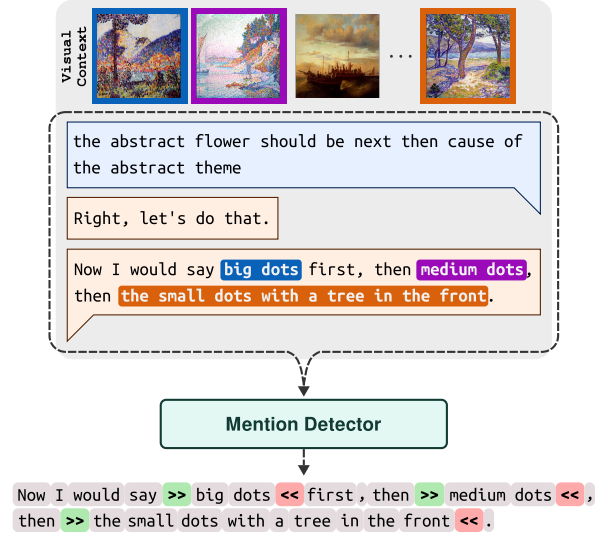 Visual
Context
...
the abstract flower should be next then cause of
the abstract theme
Right, let's do that.
Now I would say big dots first, then medium dots,
then the small dots with a tree in the front.
Mention Detector
Now I would say >> big dots << first , then >> medium dots << ,
then >> the small dots with a tree in the front << .